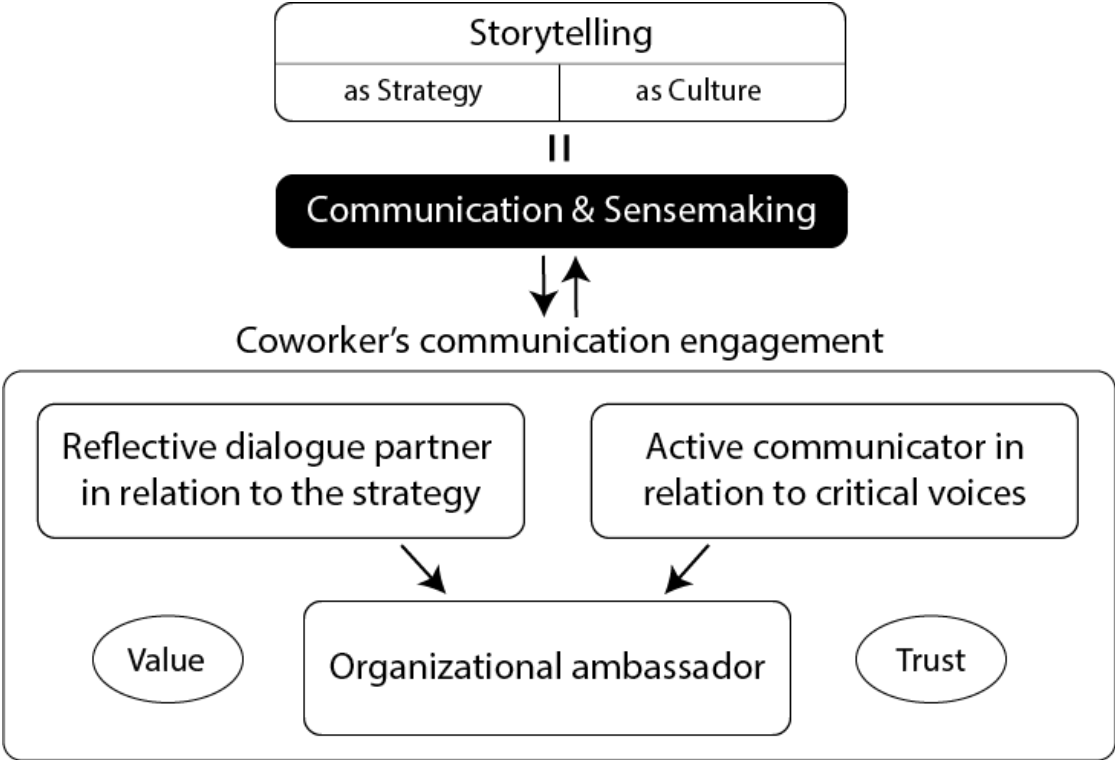 Storytelling
as Strategy
as Culture
Communication & Sensemaking
Coworker’s communication engagement
Reflective dialogue partner
in relation to the strategy
Active communicator in
relation to critical voices
Value
Organizational ambassador
Trust